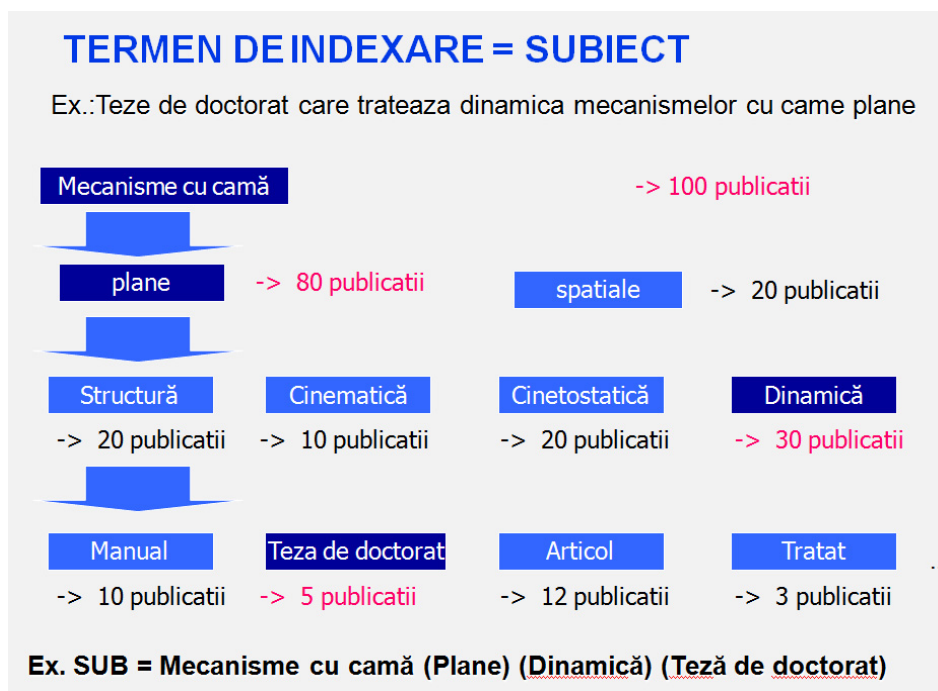 TERMEN DE INDEXARE = SUBIECT
Ex.:Teze de doctorat care trateaza dinamica mecanismelor cu came plane
Mecanisme cu camă -> 100 publicatii
plane -> 80 publicatii spatiale -> 20 publicatii
Structură Cinematică Cinetostatică Dinamică
-> 20 publicatii -> 10 publicatii -> 20 publicatii -> 30 publicatii
Manual Teza de doctorat Articol Tratat .
-> 10 publicatii -> 5 publicatii -> 12 publicatii -> 3 publicatii
Ex. SUB = Mecanisme cu camă (Plane) (Dinamică) (Teză de doctorat)